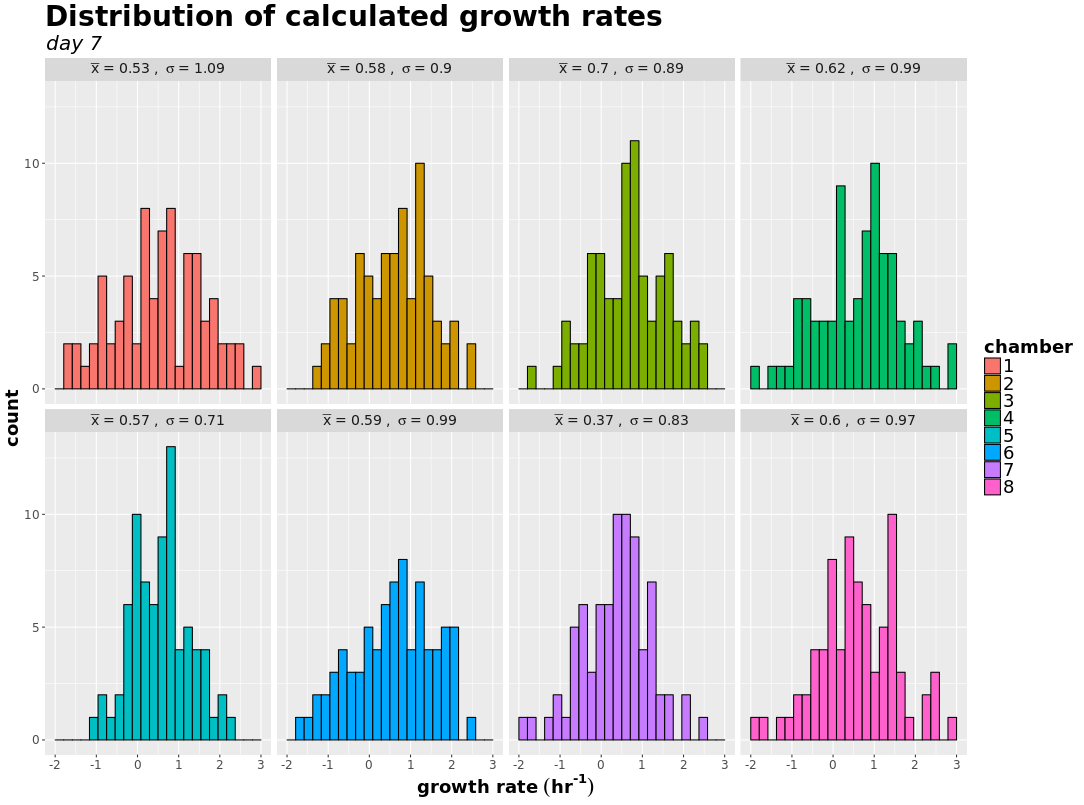 Distribution of calculated growth rates
day 7
x̅ = 0.53 , σ = 1.09
x̅ = 0.58 , σ = 0.9
x̅ = 0.7 , σ = 0.89
x̅ = 0.62 , σ = 0.99
10
5
0
x̅ = 0.57 , σ = 0.71
x̅ = 0.59 , σ = 0.99
x̅ = 0.37 , σ = 0.83
x̅ = 0.6 , σ = 0.97
10
5
0
-2 -1 0 1 2 3
-2 -1 0 1 2 3
-2 -1 0 1 2 3
-2 -1 0 1 2 3
count
growth rate (hr⁻¹)
chamber
1
2
3
4
5
6
7
8